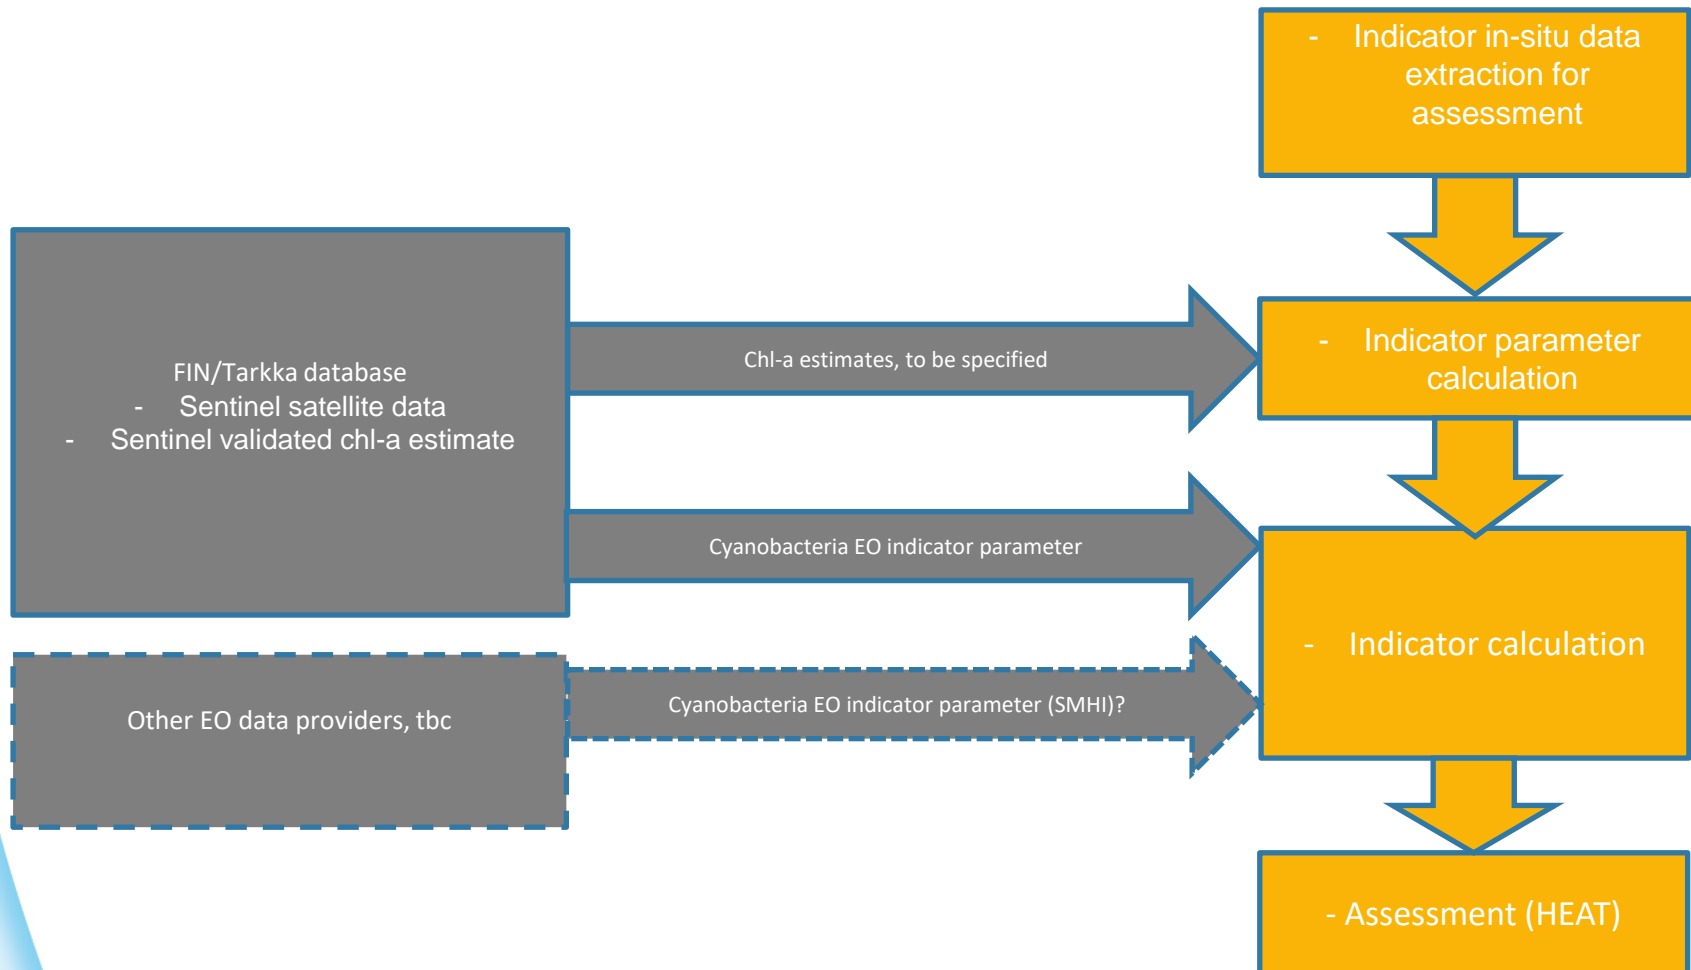 - Indicator in-situ data
extraction for
assessment
FIN/Tarkka database
- Sentinel satellite data
- Sentinel validated chl-a estimate
Chl-a estimates, to be specified
- Indicator parameter
calculation
Cyanobacteria EO indicator parameter
Other EO data providers, tbc
Cyanobacteria EO indicator parameter (SMHI)?
- Indicator calculation
- Assessment (HEAT)